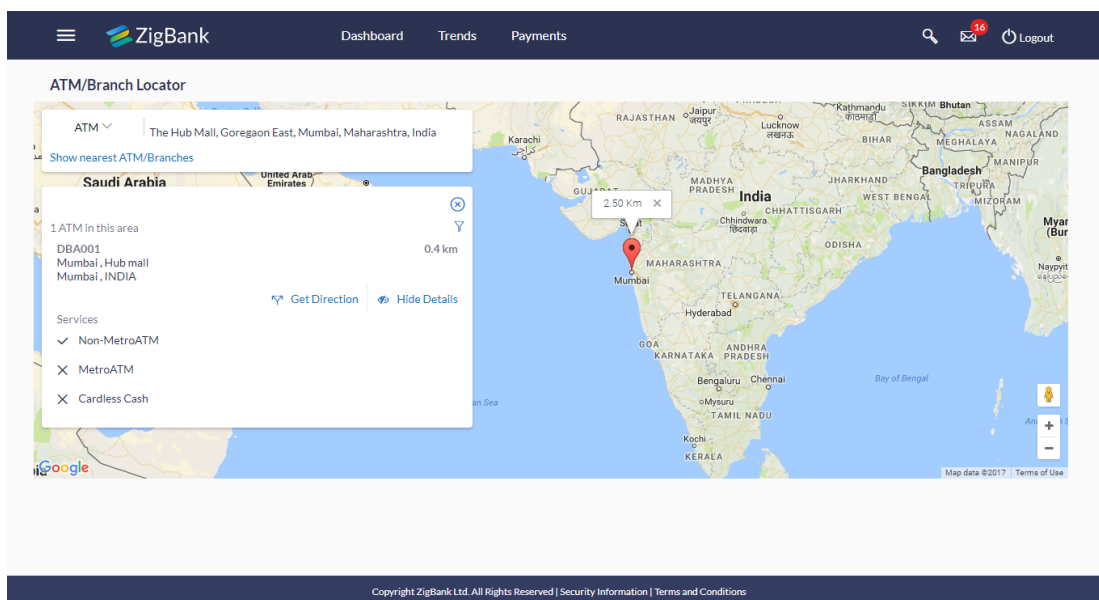 ZigBank
Dashboard Trends Payments
16
Logout
ATM/Branch Locator
ATM
The Hub Mall, Goregaon East, Mumbai, Maharashtra, India
Show nearest ATM/Branches
1 ATM in this area
DBA001
0.4 km
Mumbai , Hub mall
Mumbai , INDIA
Get Direction
Hide Details
Services
Non-MetroATM
MetroATM
Cardless Cash
Saudi Arabia
United Arab
Emirates
Karachi
كراچي
RAJASTHAN
Jaipur
जयपुर
Lucknow
लखनऊ
Kathmandu
काठमाडौं
SIKKIM
Bhutan
ASSAM
NAGALAND
BIHAR
MEGHALAYA
MANIPUR
Bangladesh
TRIPURA
MIZORAM
JHARKHAND
WEST BENGAL
MADHYA
PRADESH
India
CHHATTISGARH
Chhindwara
छिंदवाड़ा
2.50 Km
ODISHA
MAHARASHTRA
Mumbai
TELANGANA
Hyderabad
GOA
KARNATAKA
ANDHRA
PRADESH
Bengaluru
Chennai
Mysuru
TAMIL NADU
Kochi
KERALA
Bay of Bengal
Google
Map data ©2017
Terms of Use
Copyright ZigBank Ltd. All Rights Reserved | Security Information | Terms and Conditions